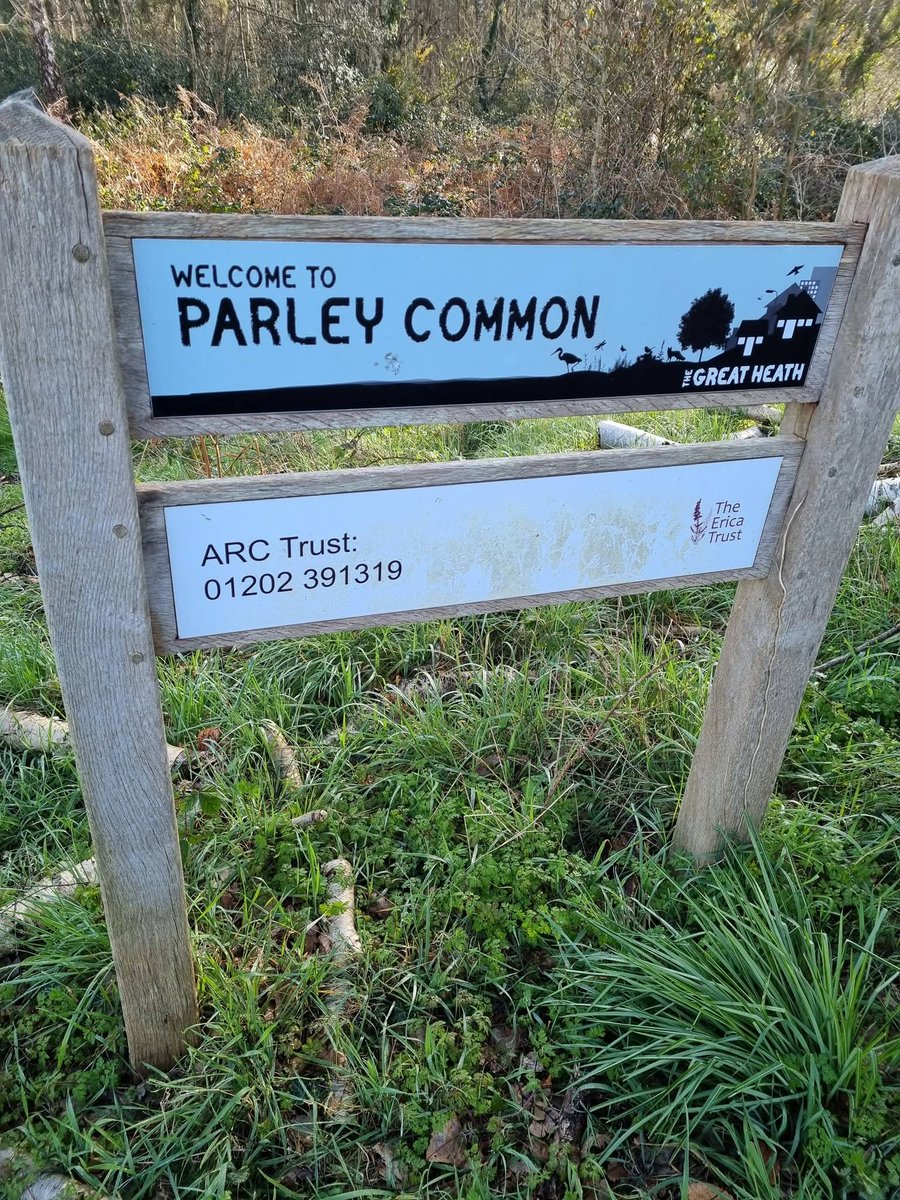 WELCOME TO
PARLEY COMMON
THE GREAT HEATH
ARC Trust:
01202 391319
The
Erica
Trust